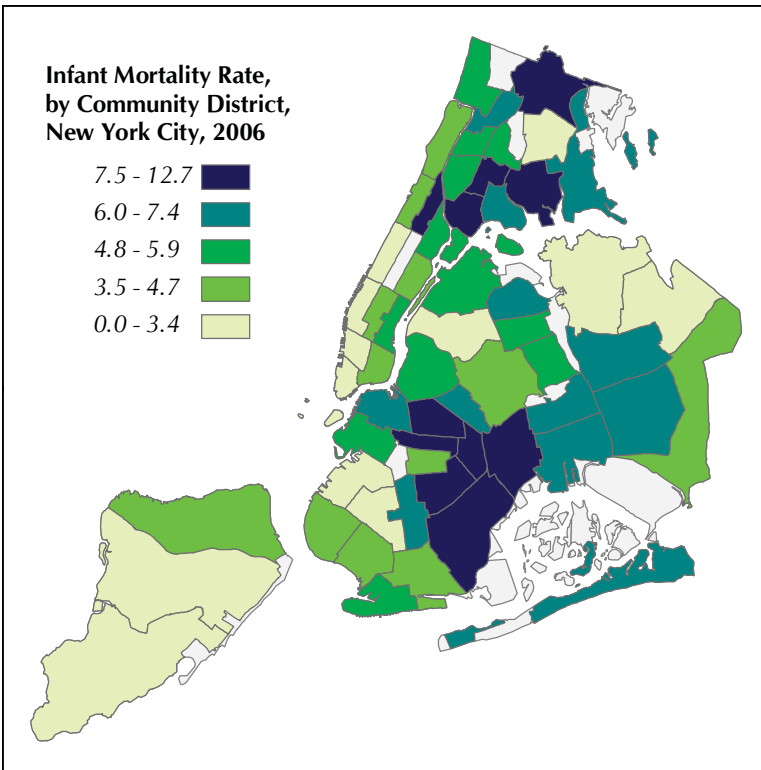 Infant Mortality Rate,
by Community District,
New York City, 2006
7.5 - 12.7
6.0 - 7.4
4.8 - 5.9
3.5 - 4.7
0.0 - 3.4